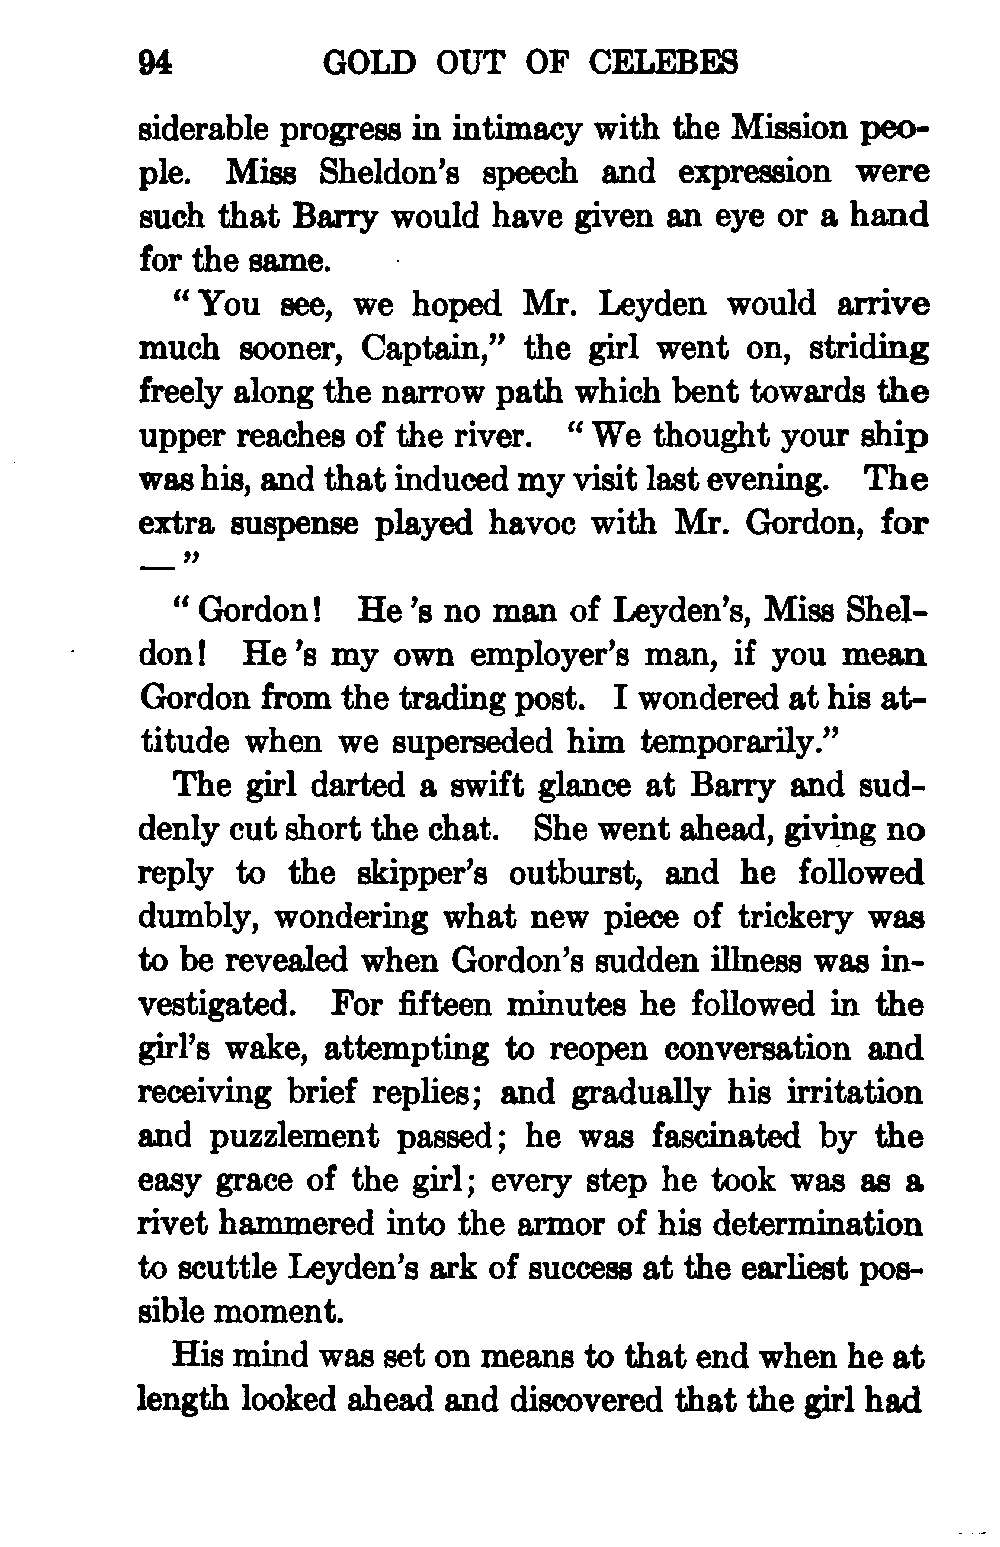 94 GOLD OUT OF CELEBES
siderable progress in intimacy with the Mission peo-
ple. Miss Sheldon's speech and expression were
such that Barry would have given an eye or a hand
for the same.
“ You see, we hoped Mr. Leyden would arrive
much sooner, Captain,” the girl went on, striding
freely along the narrow path which bent towards the
upper reaches of the river. “ We thought your ship
was his, and that induced my visit last evening. The
extra suspense played havoc with Mr. Gordon, for
— ”
“ Gordon! He 's no man of Leyden's, Miss Shel-
don! He 's my own employer's man, if you mean
Gordon from the trading post. I wondered at his at-
titude when we superseded him temporarily.”
The girl darted a swift glance at Barry and sud-
denly cut short the chat. She went ahead, giving no
reply to the skipper's outburst, and he followed
dumbly, wondering what new piece of trickery was
to be revealed when Gordon's sudden illness was in-
vestigated. For fifteen minutes he followed in the
girl's wake, attempting to reopen conversation and
receiving brief replies; and gradually his irritation
and puzzlement passed; he was fascinated by the
easy grace of the girl; every step he took was as a
rivet hammered into the armor of his determination
to scuttle Leyden's ark of success at the earliest pos-
sible moment.
His mind was set on means to that end when he at
length looked ahead and discovered that the girl had